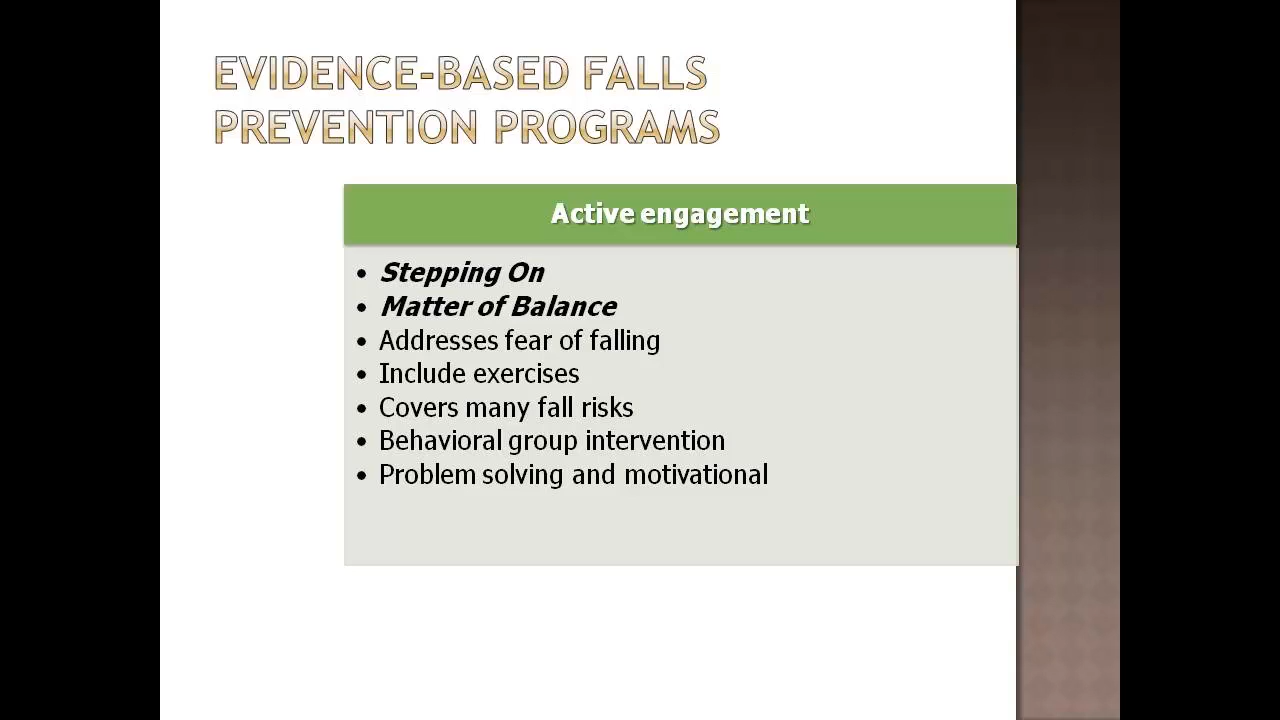 EVIDENCE-BASED FALLS
PREVENTION PROGRAMS
Active engagement
• Stepping On
• Matter of Balance
• Addresses fear of falling
• Include exercises
• Covers many fall risks
• Behavioral group intervention
• Problem solving and motivational